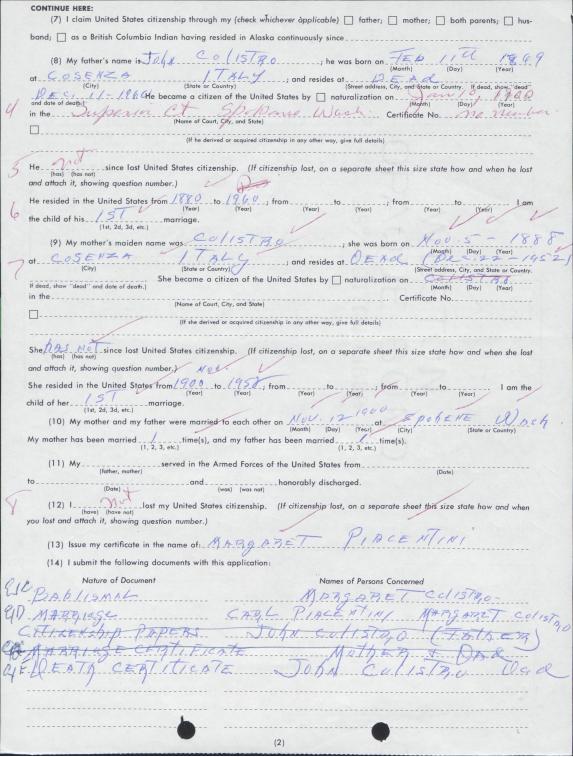 CONTINUE HERE:
(7) I claim United States citizenship through my (check whichever applicable) ☐ father; ☐ mother; ☐ both parents; ☐ hus-
band; ☐ as a British Columbia Indian having resided in Alaska continuously since
(8) My father's name is John Colistro ; he was born on Feb 11th 1869
(Month) (Day) (Year)
at COSENZA ITALY ; and resides at DEAD
(City) (State or Country) (Street address, City, and State or Country. If dead, show "dead"
DEC. 11-1960 He became a citizen of the United States by ☐ naturalization on Jan 18, 1900
and date of death.) (Month) (Day) (Year)
4 in the Superior Ct Spokane Wash Certificate No. no number
(Name of Court, City, and State)
☐
(If he derived or acquired citizenship in any other way, give full details)
5 He not since lost United States citizenship. (If citizenship lost, on a separate sheet this size state how and when he lost
(has) (has not)
and attach it, showing question number.)
6 He resided in the United States from 1880 to 1960; from to ; from to I am
(Year) (Year) (Year) (Year) (Year) (Year)
the child of his 1ST marriage.
(1st, 2d, 3d, etc.)
(9) My mother's maiden name was Colistro ; she was born on Nov. 5 - 1888
(Month) (Day) (Year)
7 at COSENZA ITALY ; and resides at DEAD (Dec. 22 - 1952)
(City) (State or Country) (Street address, City, and State or Country.
She became a citizen of the United States by ☐ naturalization on Colistro
If dead, show "dead" and date of death.) (Month) (Day) (Year)
in the Certificate No.
(Name of Court, City, and State)
☐
(If she derived or acquired citizenship in any other way, give full details)
She has not since lost United States citizenship. (If citizenship lost, on a separate sheet this size state how and when she lost
(has) (has not)
and attach it, showing question number.) Nov.
She resided in the United States from 1900 to 1952; from to ; from to I am the
(Year) (Year) (Year) (Year) (Year) (Year)
child of her 1ST marriage.
(1st, 2d, 3d, etc.)
(10) My mother and my father were married to each other on Nov. 12 1900 at Spokene Wash
(Month) (Day) (Year) (City) (State or Country)
My mother has been married 1 time(s), and my father has been married 1 time(s).
(1, 2, 3, etc.) (1, 2, 3, etc.)
(11) My served in the Armed Forces of the United States from
(father, mother) (Date)
to and honorably discharged.
(Date) (was) (was not)
8 (12) I not lost my United States citizenship. (If citizenship lost, on a separate sheet this size state how and when
(have) (have not)
you lost and attach it, showing question number.)
(13) Issue my certificate in the name of: MARGARET PIACENTINI
(14) I submit the following documents with this application:
Nature of Document Names of Persons Concerned
BAbtismal MARGARET Colistro
MARRIAGE CARL PIACENTINI MARGARET Colistro
CITIZENSHIP PAPERS JOHN COLISTRO (FATHER)
MARRIAGE CERTIFICATE MOTHER & DAd
DEATH CERTIFICATE JOHN COLISTRO Dad
(2)